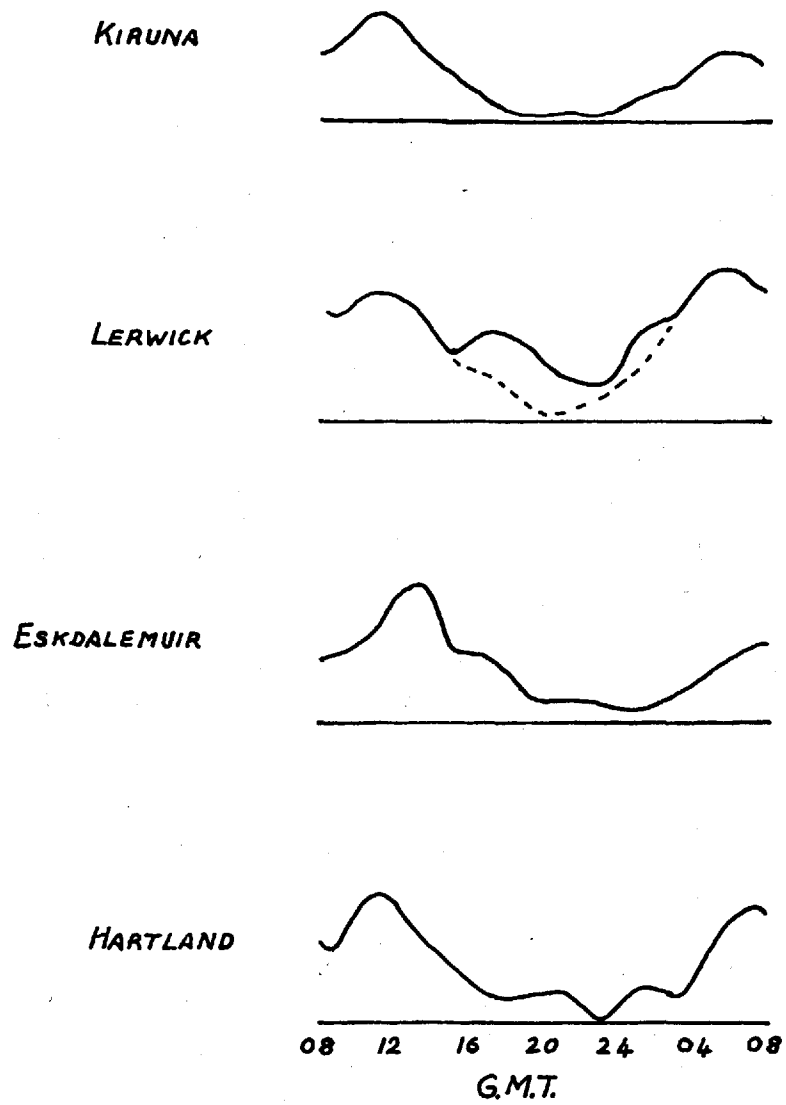 KIRUNA
LERWICK
ESKDALEMUIR
HARTLAND
08 12 16 20 24 04 08
G.M.T.